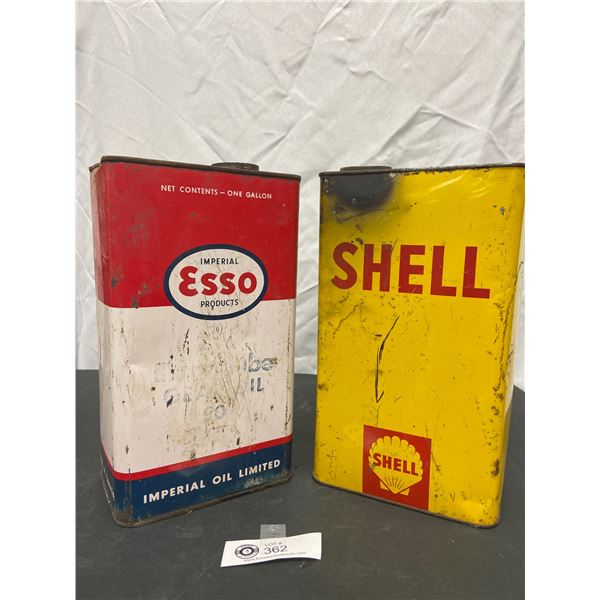 NET CONTENTS – ONE GALLON
IMPERIAL
Esso
PRODUCTS
IMPERIAL OIL LIMITED
SHELL
SHELL
LOT #
362